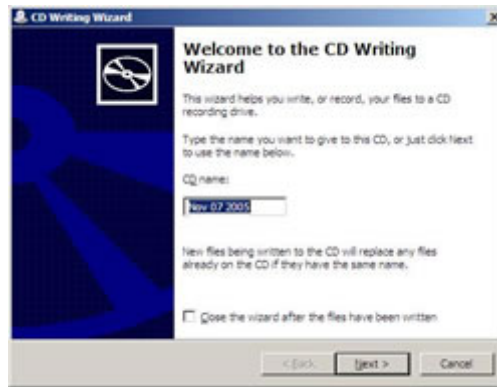 CD Writing Wizard
Welcome to the CD Writing
Wizard
This wizard helps you write, or record, your files to a CD
recording drive.
Type the name you want to give to this CD, or just click Next
to use the name below.
CD name:
Nov 07 2005
New files being written to the CD will replace any files
already on the CD if they have the same name.
Close the wizard after the files have been written
< Back
Next >
Cancel